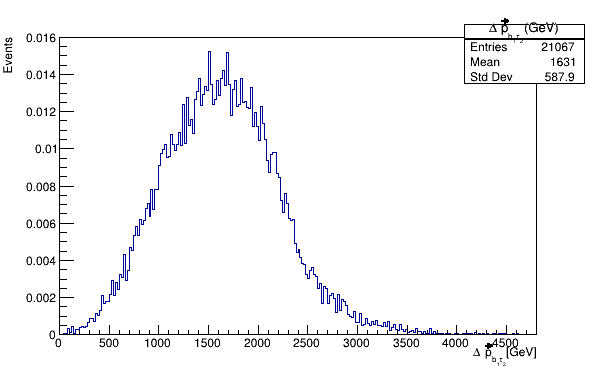 Δ p⃗ b₁τ₂ (GeV)
Entries 21067
Mean 1631
Std Dev 587.9
Events
0.016
0.014
0.012
0.01
0.008
0.006
0.004
0.002
0
0 500 1000 1500 2000 2500 3000 3500 4000 4500
Δ p⃗ b₁τ₂ [GeV]